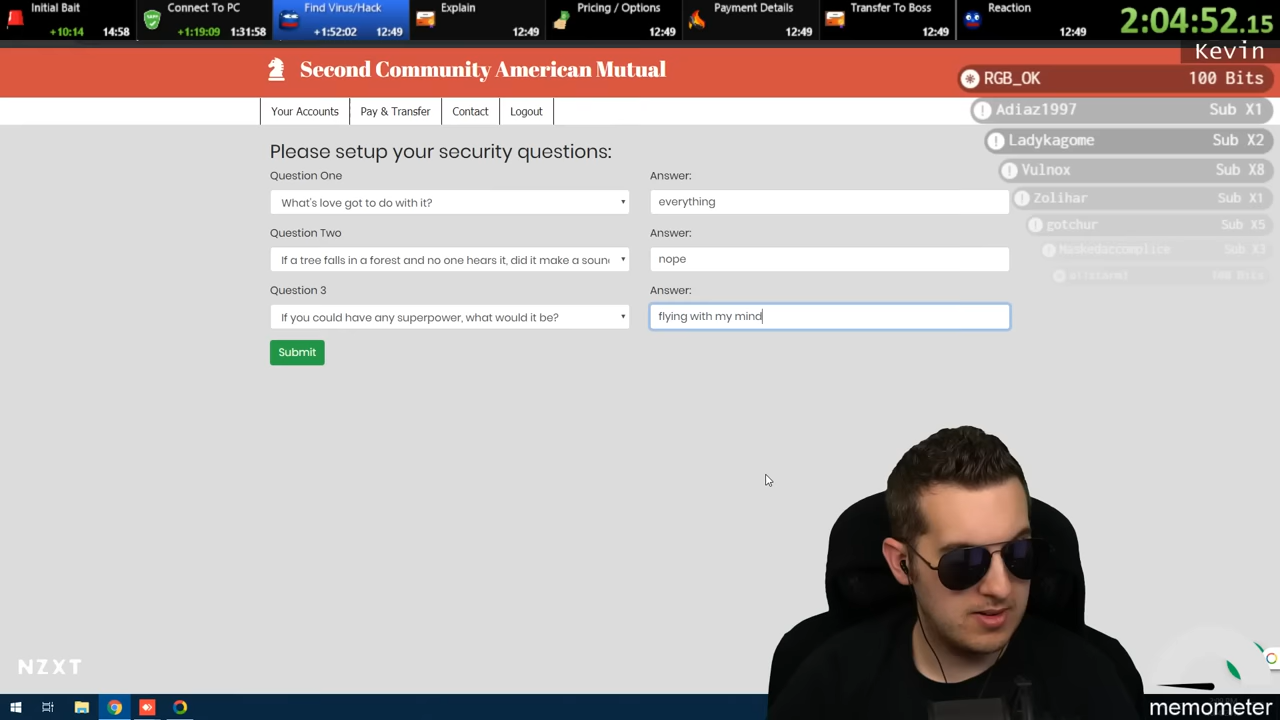 Initial Bait
+10:14 14:58
Connect To PC
+1:19:09 1:31:58
Find Virus/Hack
+1:52:02 12:49
Explain
12:49
Pricing / Options
12:49
Payment Details
12:49
Transfer To Boss
12:49
Reaction
12:49
2:04:52.15
Kevin
Second Community American Mutual
RGB_OK 100 Bits
Your Accounts
Pay & Transfer
Contact
Logout
Adiaz1997 Sub X1
Ladykagome Sub X2
Vulnox Sub X8
Zolihar Sub X1
gotchur Sub X5
Maskedaccomplice Sub X3
Please setup your security questions:
Question One
Answer:
What's love got to do with it?
everything
Question Two
Answer:
If a tree falls in a forest and no one hears it, did it make a soun
nope
Question 3
Answer:
If you could have any superpower, what would it be?
flying with my mind
Submit
NZXT
memometer